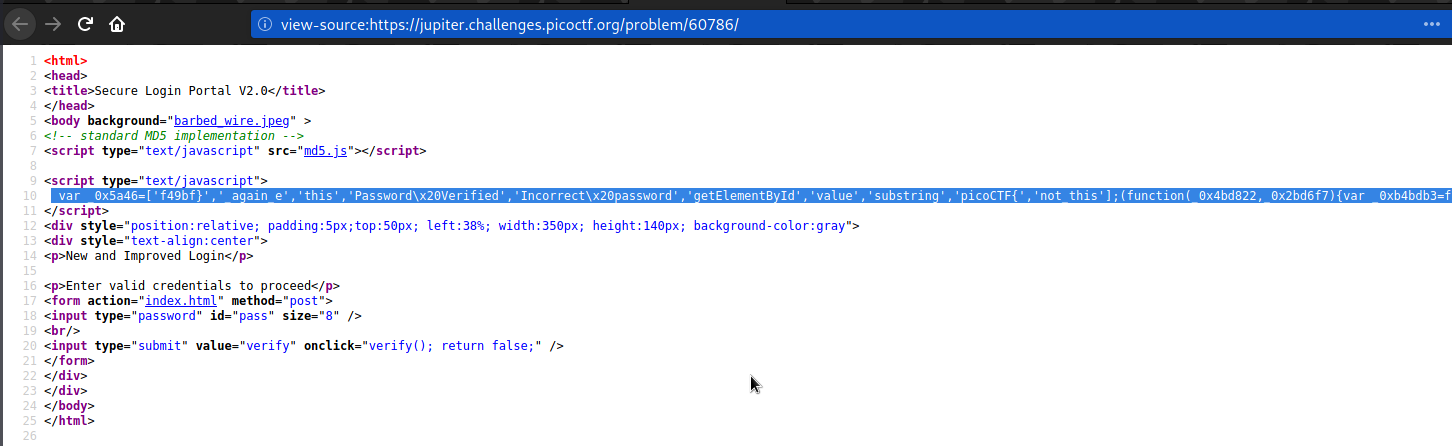 view-source:https://jupiter.challenges.picoctf.org/problem/60786/
1 <html>
2 <head>
3 <title>Secure Login Portal V2.0</title>
4 </head>
5 <body background="barbed_wire.jpeg" >
6 <!-- standard MD5 implementation -->
7 <script type="text/javascript" src="md5.js"></script>
8
9 <script type="text/javascript">
10 var _0x5a46=['f49bf}','_again_e','this','Password\x20Verified','Incorrect\x20password','getElementById','value','substring','picoCTF{','not_this'];(function(_0x4bd822,_0x2bd6f7){var _0xb4bdb3=f
11 </script>
12 <div style="position:relative; padding:5px;top:50px; left:38%; width:350px; height:140px; background-color:gray">
13 <div style="text-align:center">
14 <p>New and Improved Login</p>
15
16 <p>Enter valid credentials to proceed</p>
17 <form action="index.html" method="post">
18 <input type="password" id="pass" size="8" />
19 <br/>
20 <input type="submit" value="verify" onclick="verify(); return false;" />
21 </form>
22 </div>
23 </div>
24 </body>
25 </html>
26